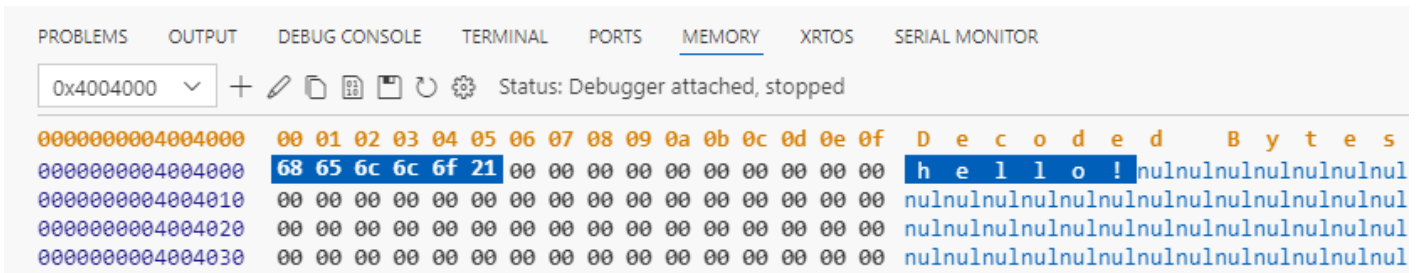 PROBLEMS OUTPUT DEBUG CONSOLE TERMINAL PORTS MEMORY XRTOS SERIAL MONITOR
0x4004000 Status: Debugger attached, stopped
0000000004004000 00 01 02 03 04 05 06 07 08 09 0a 0b 0c 0d 0e 0f D e c o d e d B y t e s
0000000004004000 68 65 6c 6c 6f 21 00 00 00 00 00 00 00 00 00 00 h e l l o ! nulnulnulnulnulnulnul
0000000004004010 00 00 00 00 00 00 00 00 00 00 00 00 00 00 00 00 nulnulnulnulnulnulnulnulnulnulnulnulnul
0000000004004020 00 00 00 00 00 00 00 00 00 00 00 00 00 00 00 00 nulnulnulnulnulnulnulnulnulnulnulnulnul
0000000004004030 00 00 00 00 00 00 00 00 00 00 00 00 00 00 00 00 nulnulnulnulnulnulnulnulnulnulnulnulnul